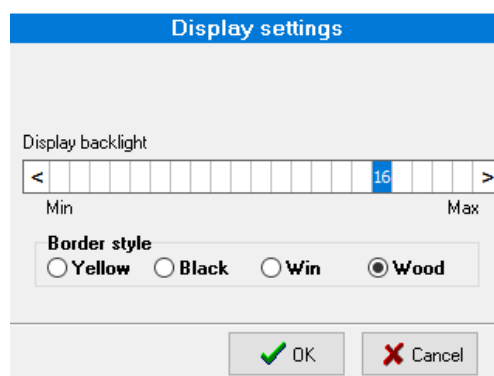 Display settings
Display backlight
< 16 >
Min Max
Border style
Yellow Black Win Wood
OK Cancel